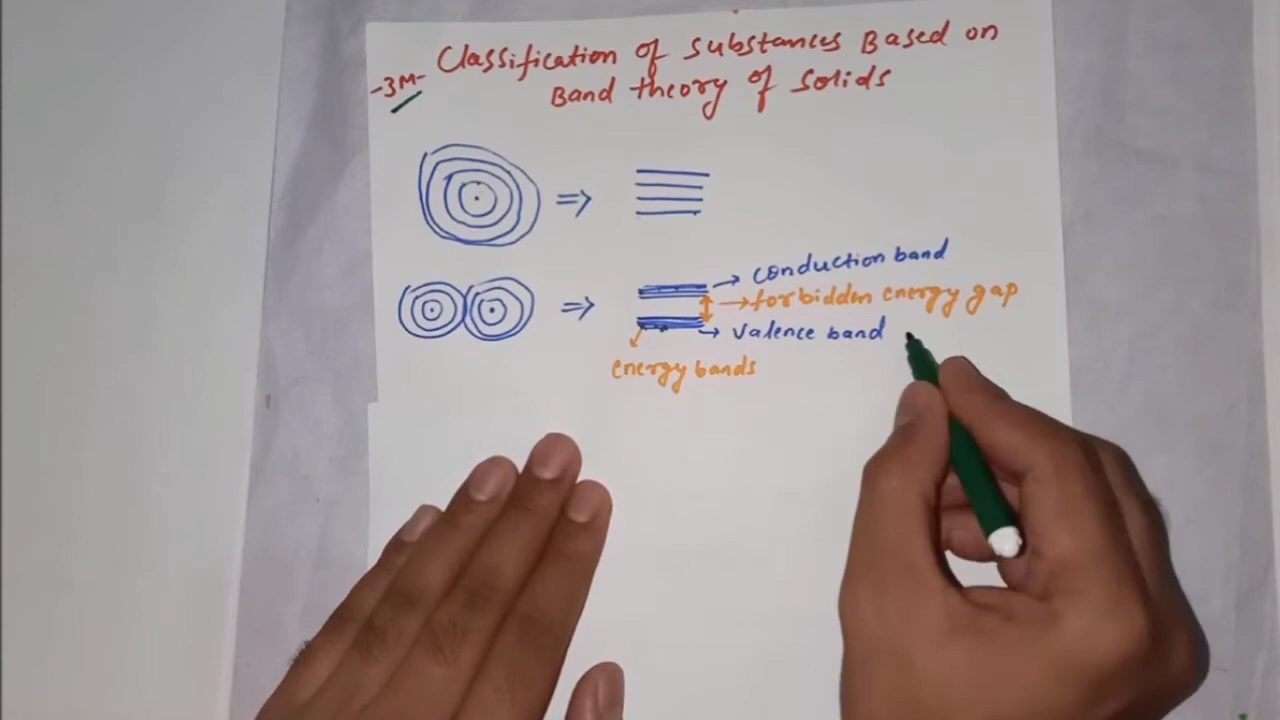 Classification of Substances Based on
-3M-
Band theory of Solids
Conduction band
forbidden energy gap
Valence band
energy bands